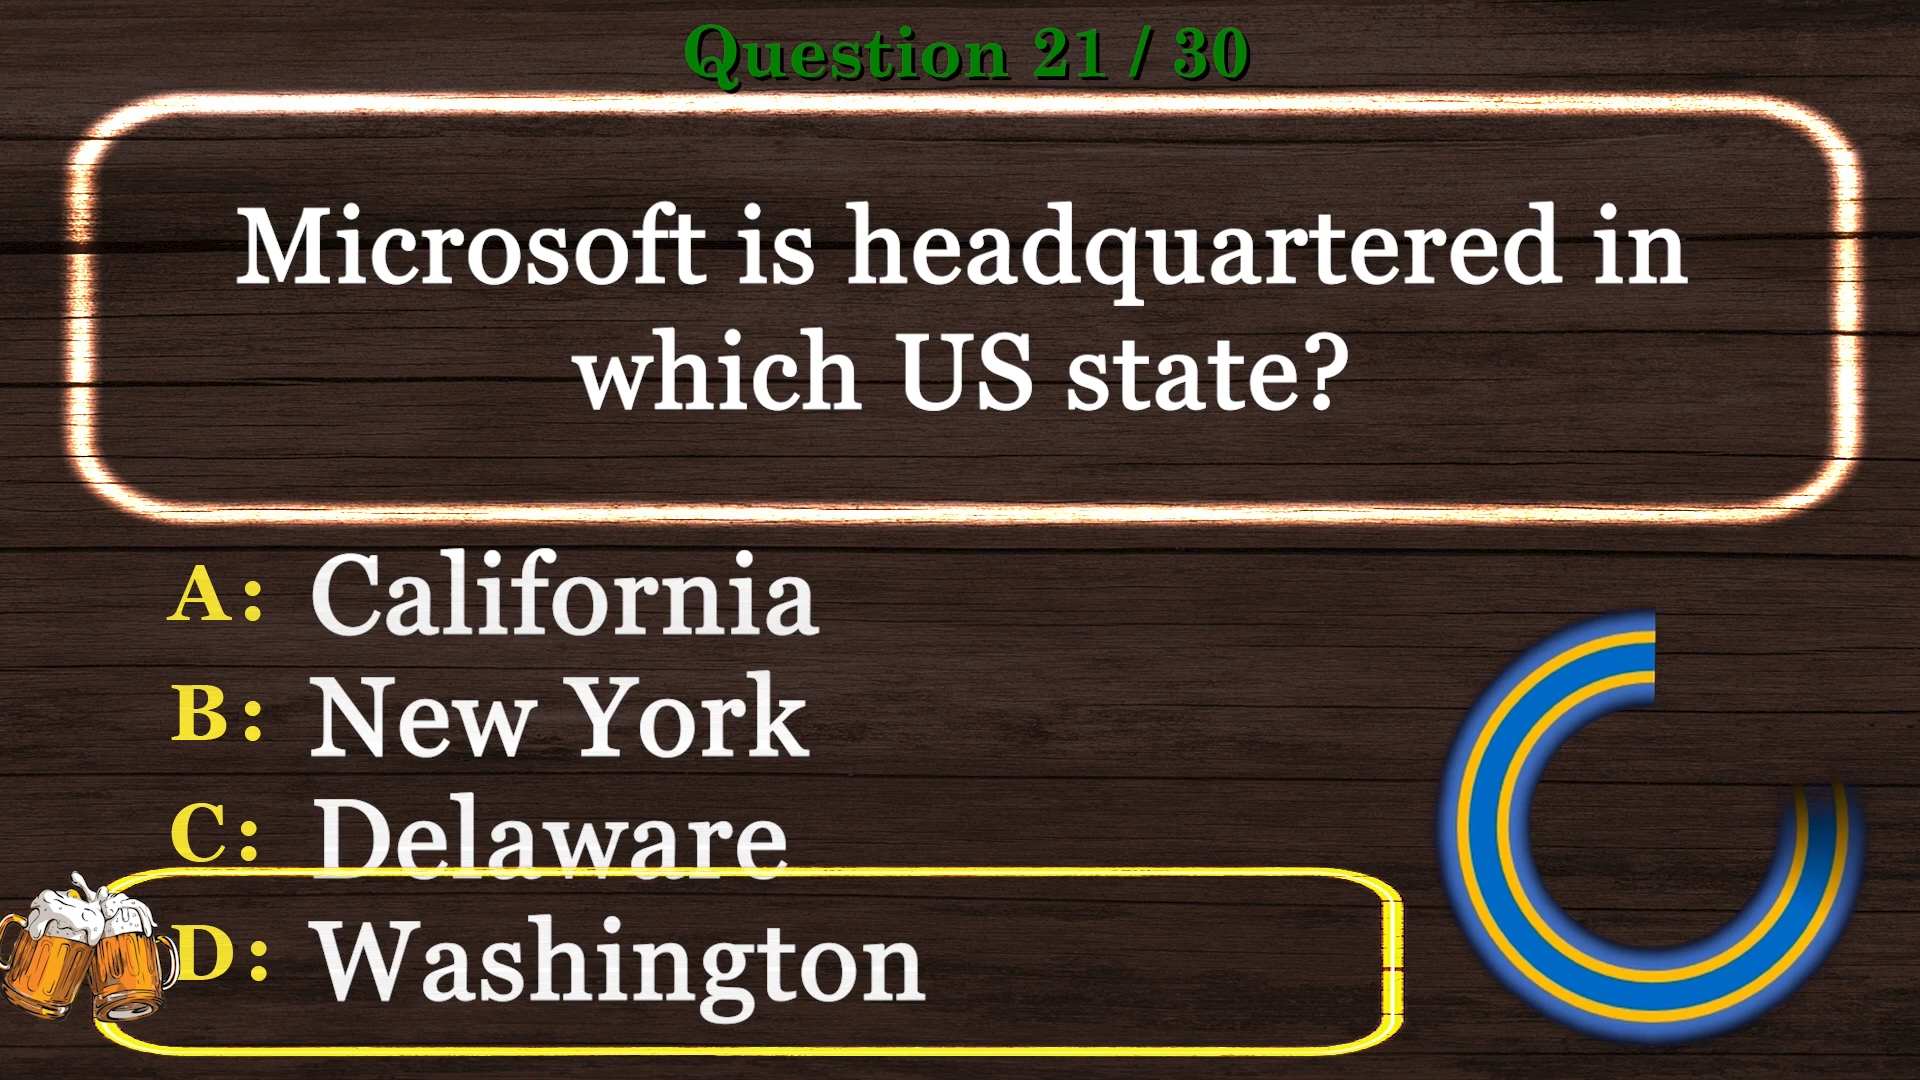 Question 21 / 30
Microsoft is headquartered in
which US state?
A: California
B: New York
C: Delaware
D: Washington